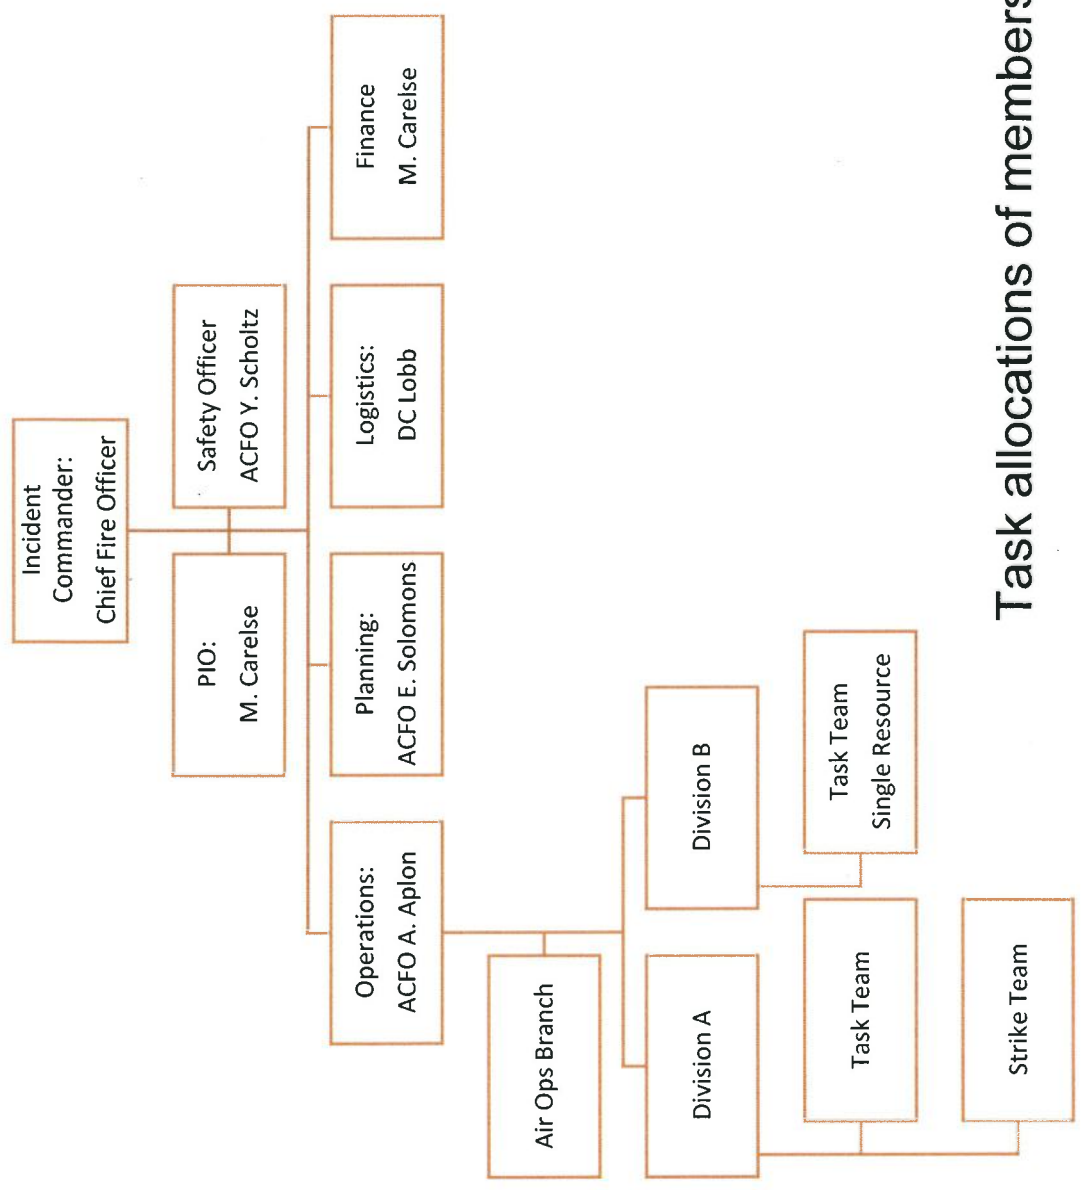 Incident
Commander:
Chief Fire Officer
PIO:
M. Carelse
Safety Officer
ACFO Y. Scholtz
Operations:
ACFO A. Aplon
Planning:
ACFO E. Solomons
Logistics:
DC Lobb
Finance
M. Carelse
Air Ops Branch
Division A
Division B
Task Team
Task Team
Single Resource
Strike Team
Task allocations of members